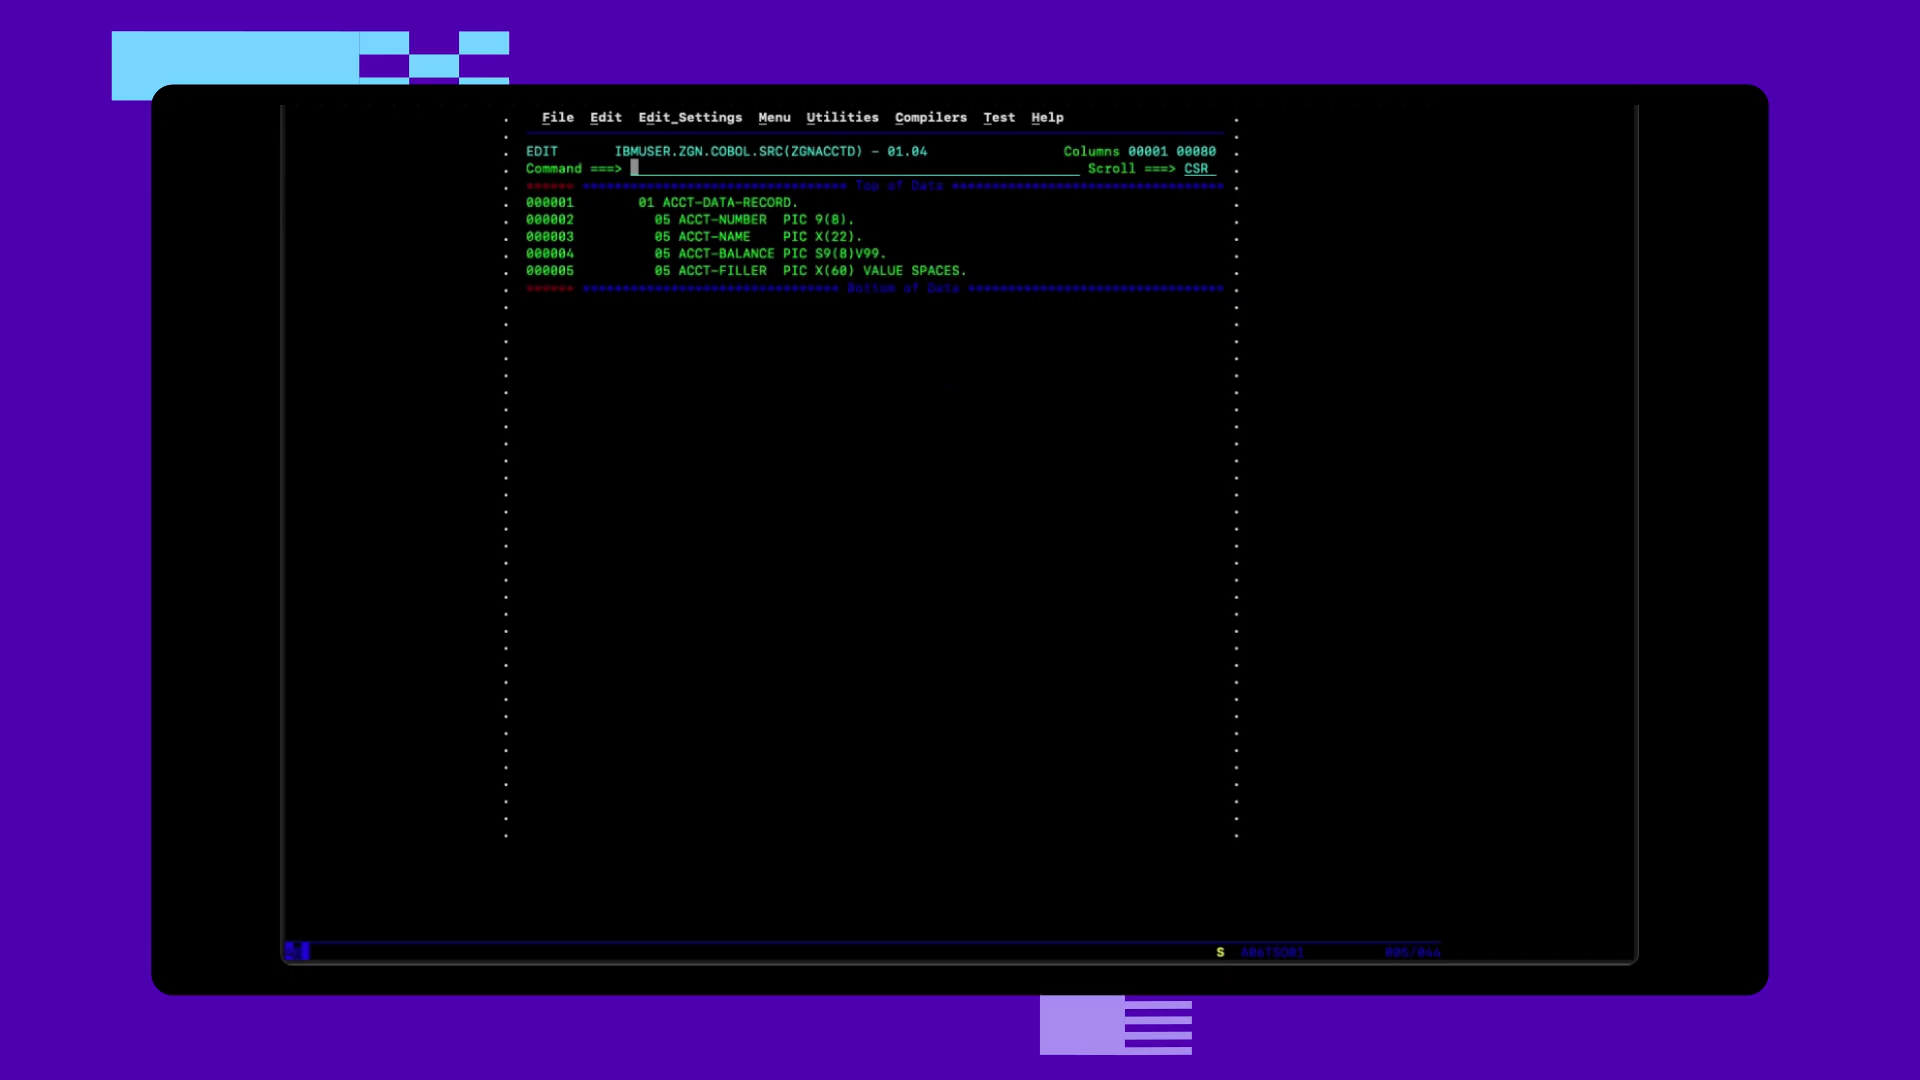 File Edit Edit_Settings Menu Utilities Compilers Test Help
EDIT IBMUSER.ZGN.COBOL.SRC(ZGNACCTD) - 01.04 Columns 00001 00080
Command ===> Scroll ===> CSR
****** ********************************* Top of Data **********************************
000001 01 ACCT-DATA-RECORD.
000002 05 ACCT-NUMBER PIC 9(8).
000003 05 ACCT-NAME PIC X(22).
000004 05 ACCT-BALANCE PIC S9(8)V99.
000005 05 ACCT-FILLER PIC X(60) VALUE SPACES.
****** ******************************** Bottom of Data ********************************
S